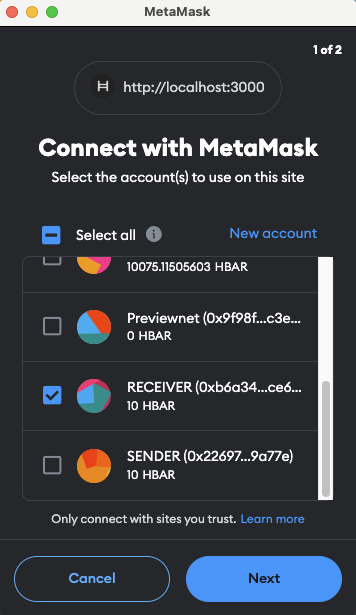 MetaMask
1 of 2
http://localhost:3000
Connect with MetaMask
Select the account(s) to use on this site
Select all
New account
10075.11505603 HBAR
Previewnet (0x9f98f...c3e...
0 HBAR
RECEIVER (0xb6a34...ce6...
10 HBAR
SENDER (0x22697...9a77e)
10 HBAR
Only connect with sites you trust. Learn more
Cancel
Next